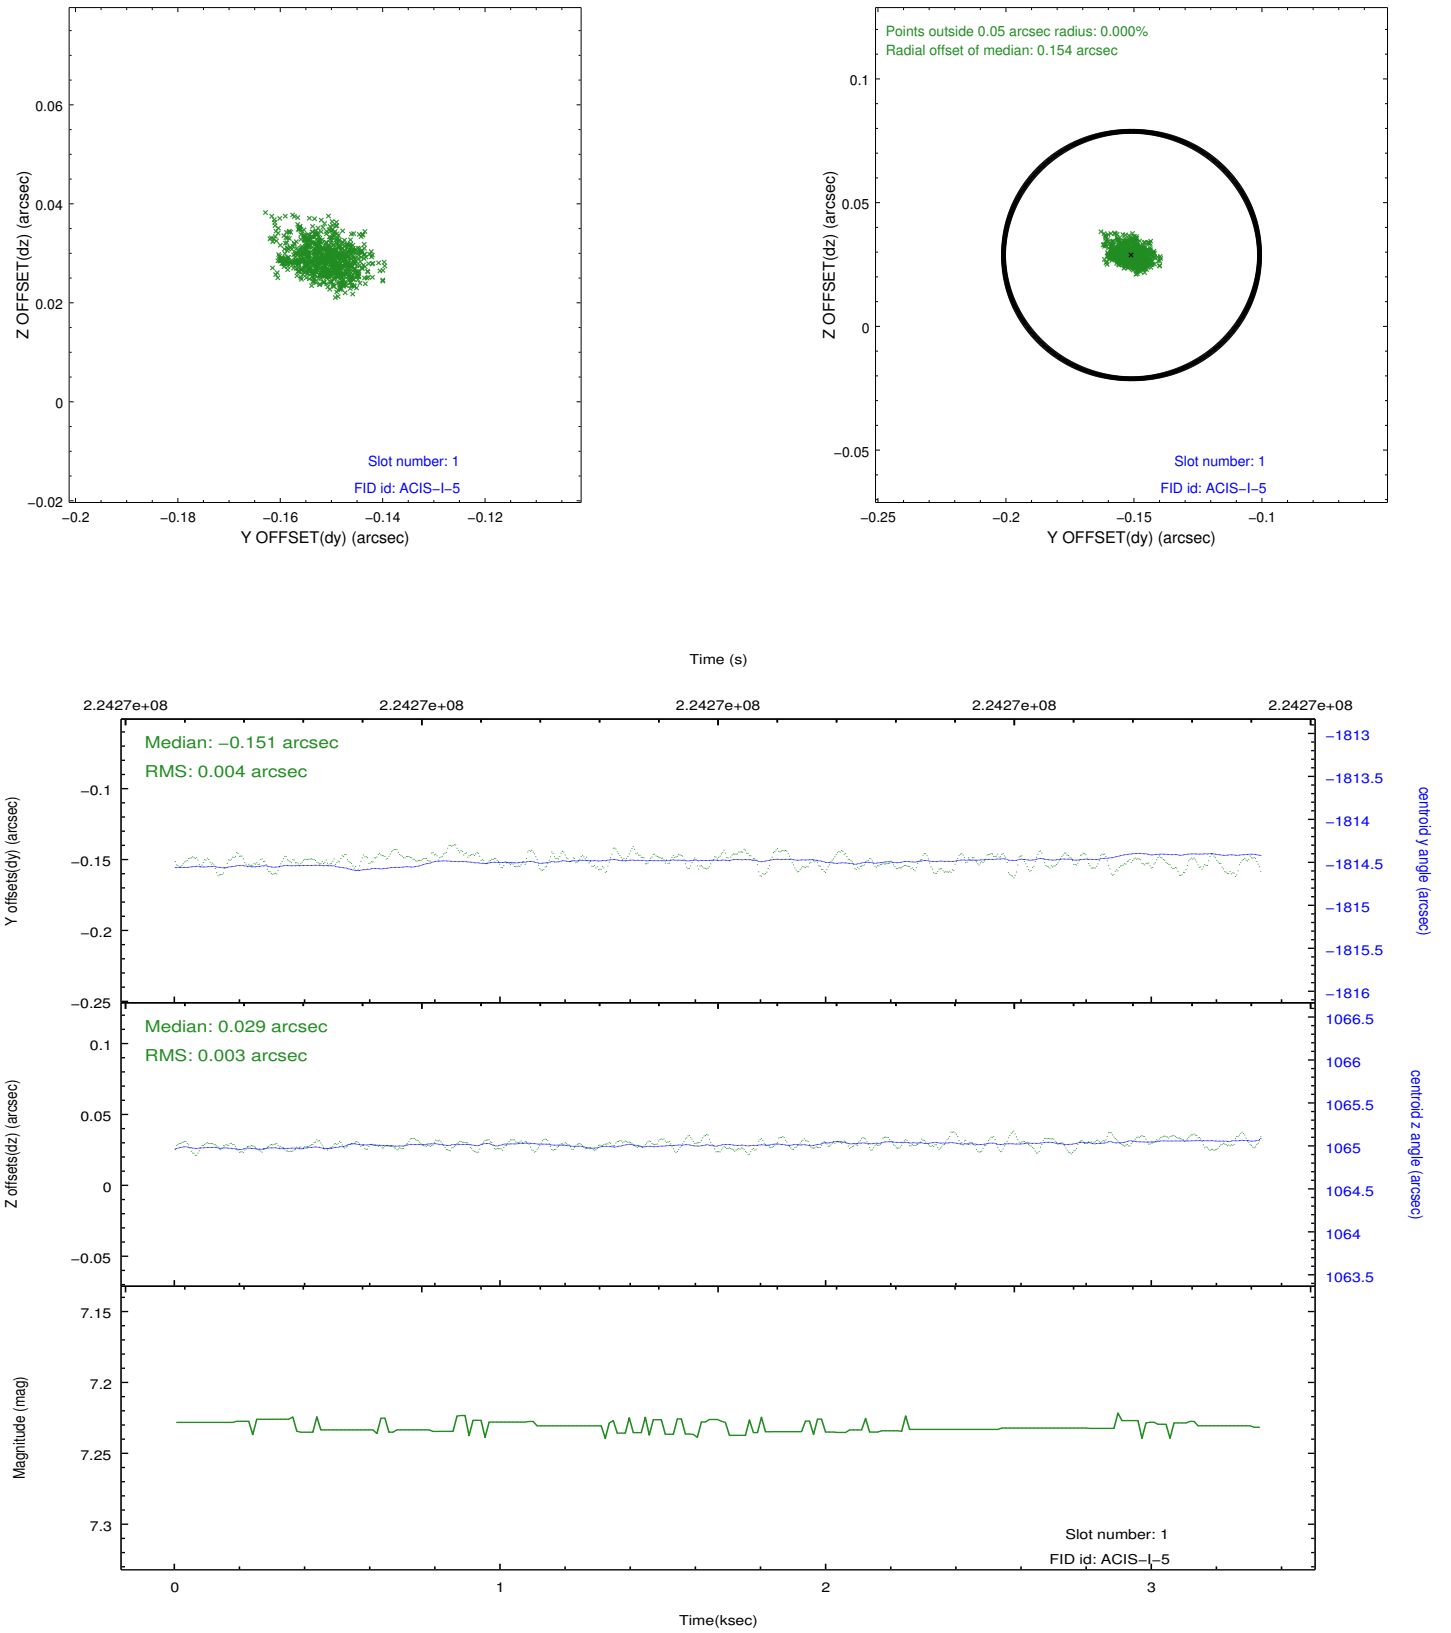 0.06
0.04
0.02
0
−0.02
−0.2
−0.18
−0.16
−0.14
−0.12
Z OFFSET(dz) (arcsec)
Y OFFSET(dy) (arcsec)
Slot number: 1
FID id: ACIS−I−5
Points outside 0.05 arcsec radius: 0.000%
Radial offset of median: 0.154 arcsec
0.1
0.05
0
−0.05
−0.25
−0.2
−0.15
−0.1
Z OFFSET(dz) (arcsec)
Y OFFSET(dy) (arcsec)
Slot number: 1
FID id: ACIS−I−5
Time (s)
2.2427e+08
2.2427e+08
2.2427e+08
2.2427e+08
2.2427e+08
Median: −0.151 arcsec
RMS: 0.004 arcsec
−0.1
−0.15
−0.2
−0.25
Y offsets(dy) (arcsec)
−1813
−1813.5
−1814
−1814.5
−1815
−1815.5
−1816
centroid y angle (arcsec)
Median: 0.029 arcsec
RMS: 0.003 arcsec
0.1
0.05
0
−0.05
Z offsets(dz) (arcsec)
1066.5
1066
1065.5
1065
1064.5
1064
1063.5
centroid z angle (arcsec)
7.15
7.2
7.25
7.3
Magnitude (mag)
Slot number: 1
FID id: ACIS−I−5
0
1
2
3
Time(ksec)